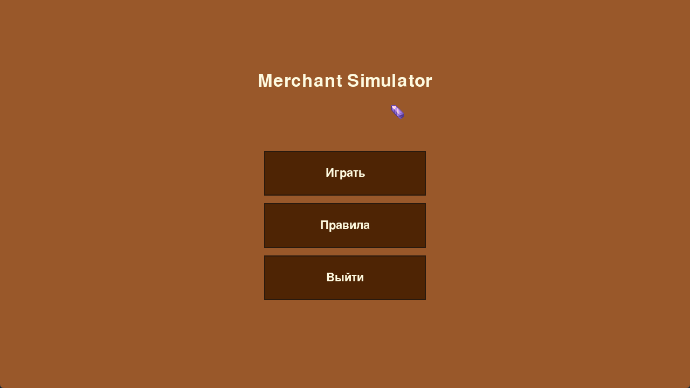 Merchant Simulator
Играть
Правила
Выйти